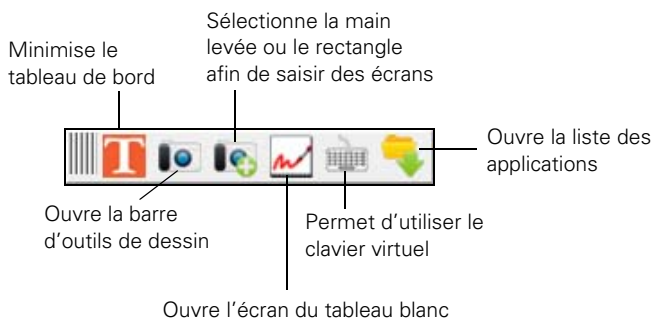 Sélectionne la main
levée ou le rectangle
afin de saisir des écrans
Minimise le
tableau de bord
T
Ouvre la liste des
applications
Ouvre la barre
d'outils de dessin
Permet d'utiliser le
clavier virtuel
Ouvre l'écran du tableau blanc